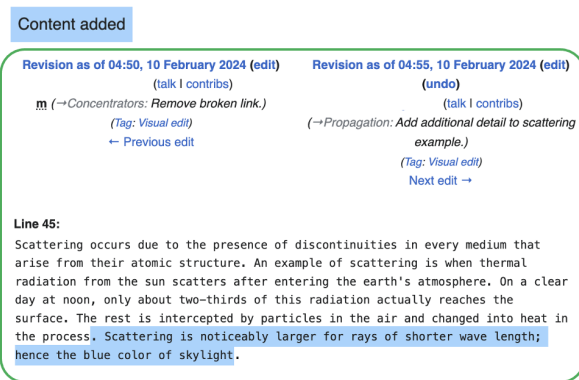 Content added
Revision as of 04:50, 10 February 2024 (edit)
(talk | contribs)
m (→Concentrators: Remove broken link.)
(Tag: Visual edit)
← Previous edit
Revision as of 04:55, 10 February 2024 (edit)
(undo)
(talk | contribs)
(→Propagation: Add additional detail to scattering
example.)
(Tag: Visual edit)
Next edit →
Line 45:
Scattering occurs due to the presence of discontinuities in every medium that
arise from their atomic structure. An example of scattering is when thermal
radiation from the sun scatters after entering the earth's atmosphere. On a clear
day at noon, only about two-thirds of this radiation actually reaches the
surface. The rest is intercepted by particles in the air and changed into heat in
the process. Scattering is noticeably larger for rays of shorter wave length;
hence the blue color of skylight.